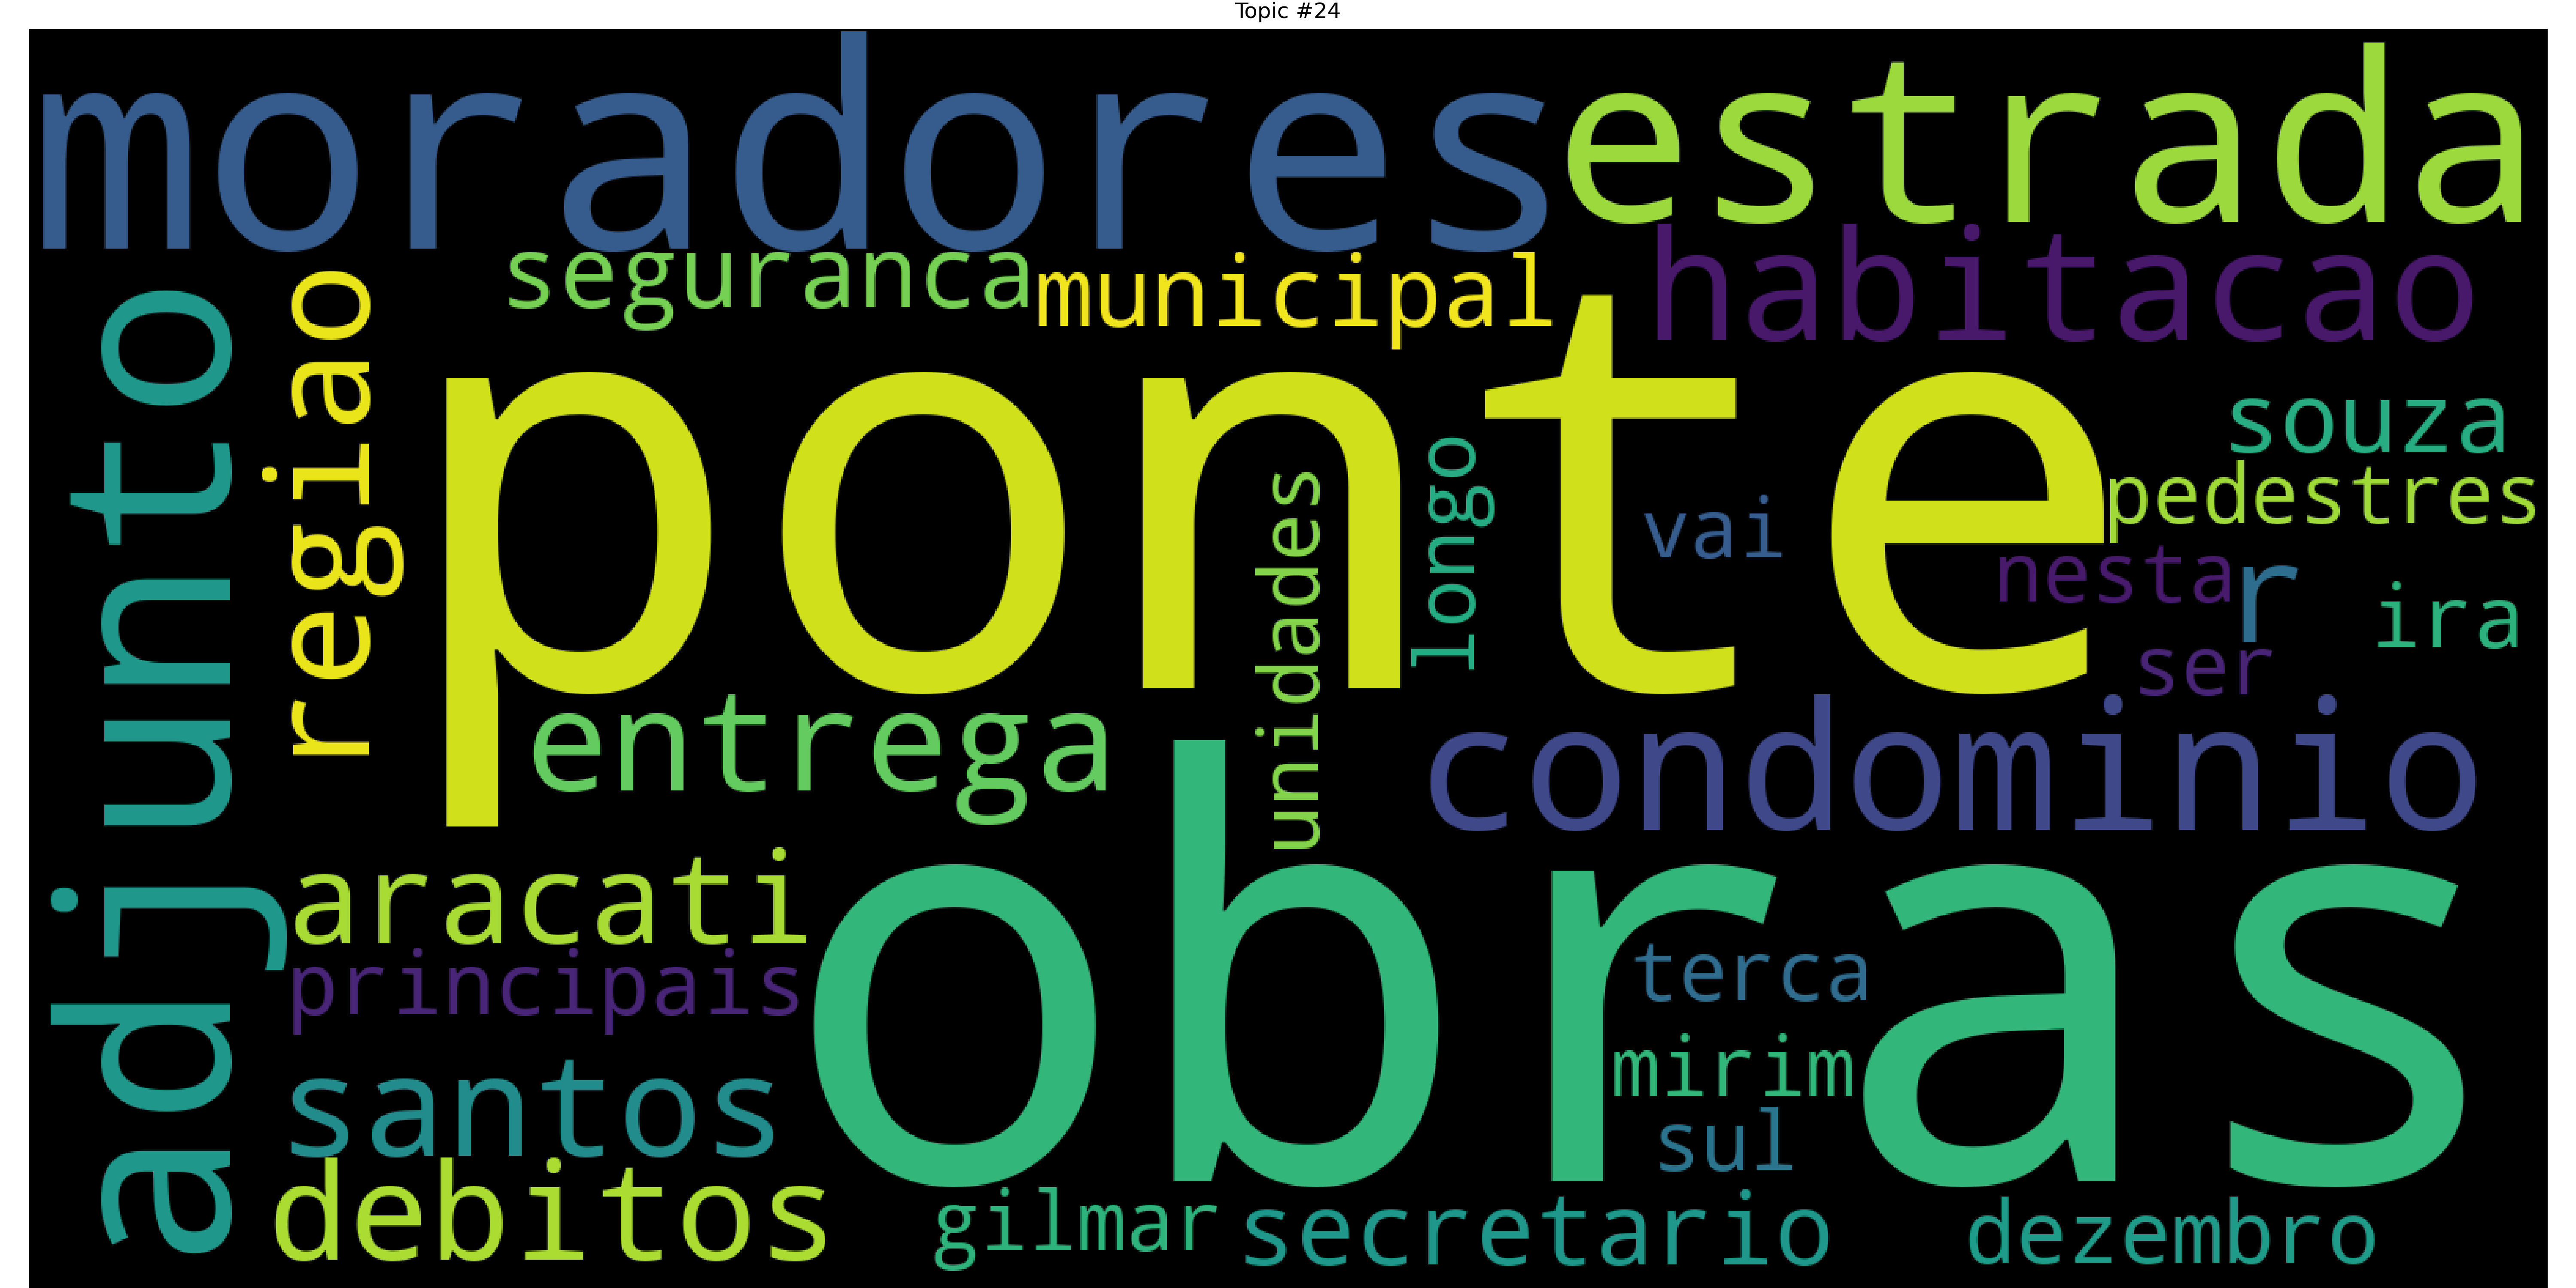 Topic #24
moradores
estrada
seguranca
municipal
habitacao
adjunto
regiao
ponte
souza
pedestres
longo
unidades
vai
nesta
r
ira
ser
entrega
condominio
aracati
obras
principais
terca
mirim
santos
sul
debitos
gilmar
secretario
dezembro